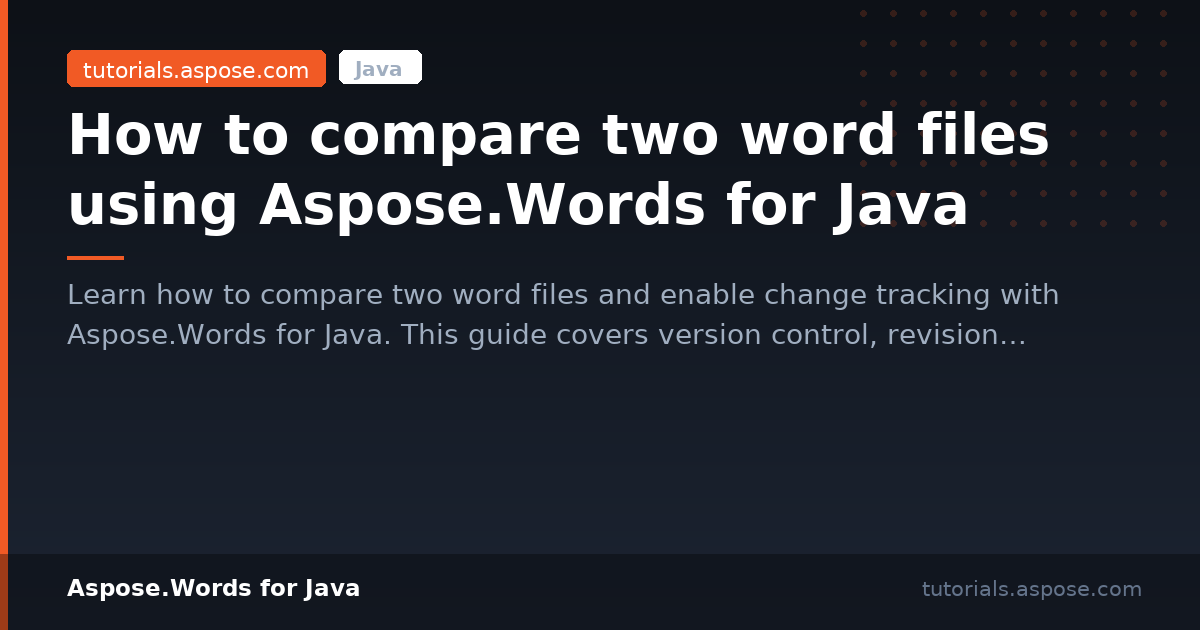 tutorials.aspose.com
Java
How to compare two word files
using Aspose.Words for Java
Learn how to compare two word files and enable change tracking with
Aspose.Words for Java. This guide covers version control, revision…
Aspose.Words for Java
tutorials.aspose.com